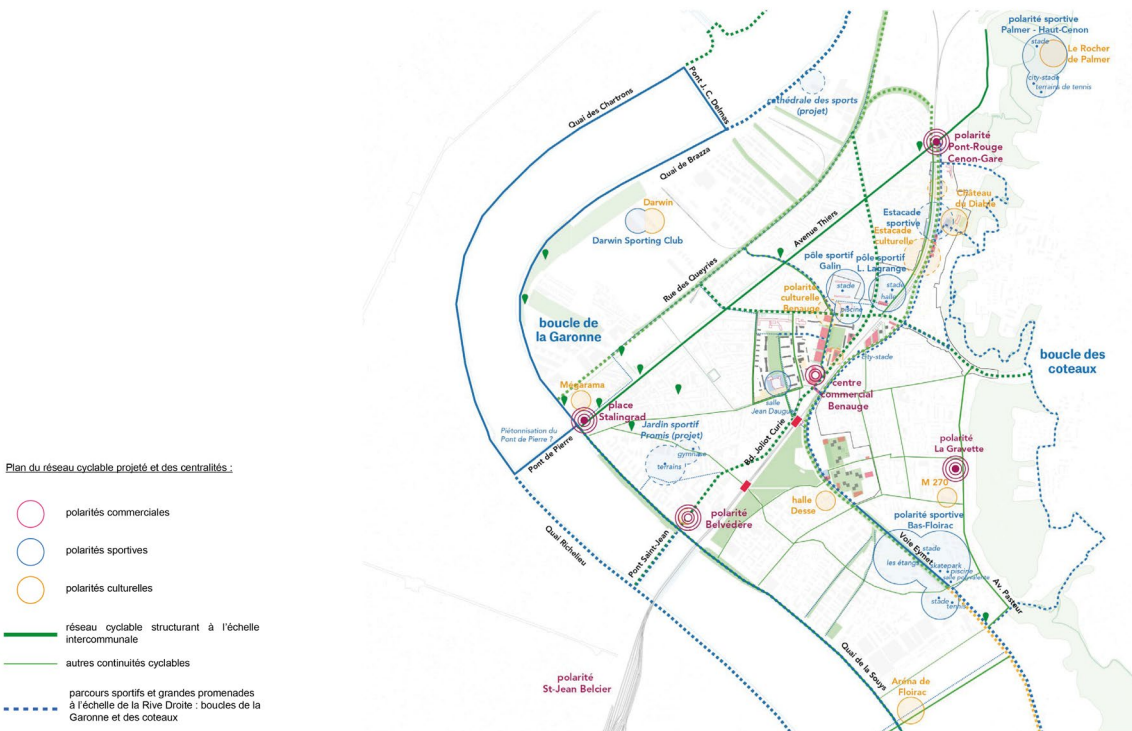 polarité sportive
Palmer - Haut-Cenon
stade
Le Rocher
de Palmer
city-stade
terrains de tennis
Pont J. C. Delmas
Quai des Chartrons
cathédrale des sports
(projet)
polarité
Pont-Rouge
Cenon-Gare
Quai de Brazza
Darwin
Darwin Sporting Club
Avenue Thiers
Château
du Diable
Estacade
sportive
Estacade
culturelle
Rue des Queyries
pôle sportif
Galin
pôle sportif
L. Lagrange
stade
stade
halle
piscine
polarité
culturelle
Benauge
boucle de
la Garonne
boucle des
coteaux
city-stade
centre
commercial
Benauge
salle
Jean Dauguet
Mégarama
place
Stalingrad
Piétonnisation du
Pont de Pierre ?
Pont de Pierre
Jardin sportif
Promis (projet)
gymnase
terrains
Bd. Joliot Curie
polarité
La Gravette
M 270
halle
Desse
polarité sportive
Bas-Floirac
polarité
Belvédère
Quai Richelieu
Pont Saint-Jean
Voie Eymet
stade
les étangs
skatepark
piscine
salle polyvalente
stade
tennis
Av. Pasteur
Quai de la Souys
polarité
St-Jean Belcier
Aréna de
Floirac
Plan du réseau cyclable projeté et des centralités :
polarités commerciales
polarités sportives
polarités culturelles
réseau cyclable structurant à l'échelle
intercommunale
autres continuités cyclables
parcours sportifs et grandes promenades
à l'échelle de la Rive Droite : boucles de la
Garonne et des coteaux